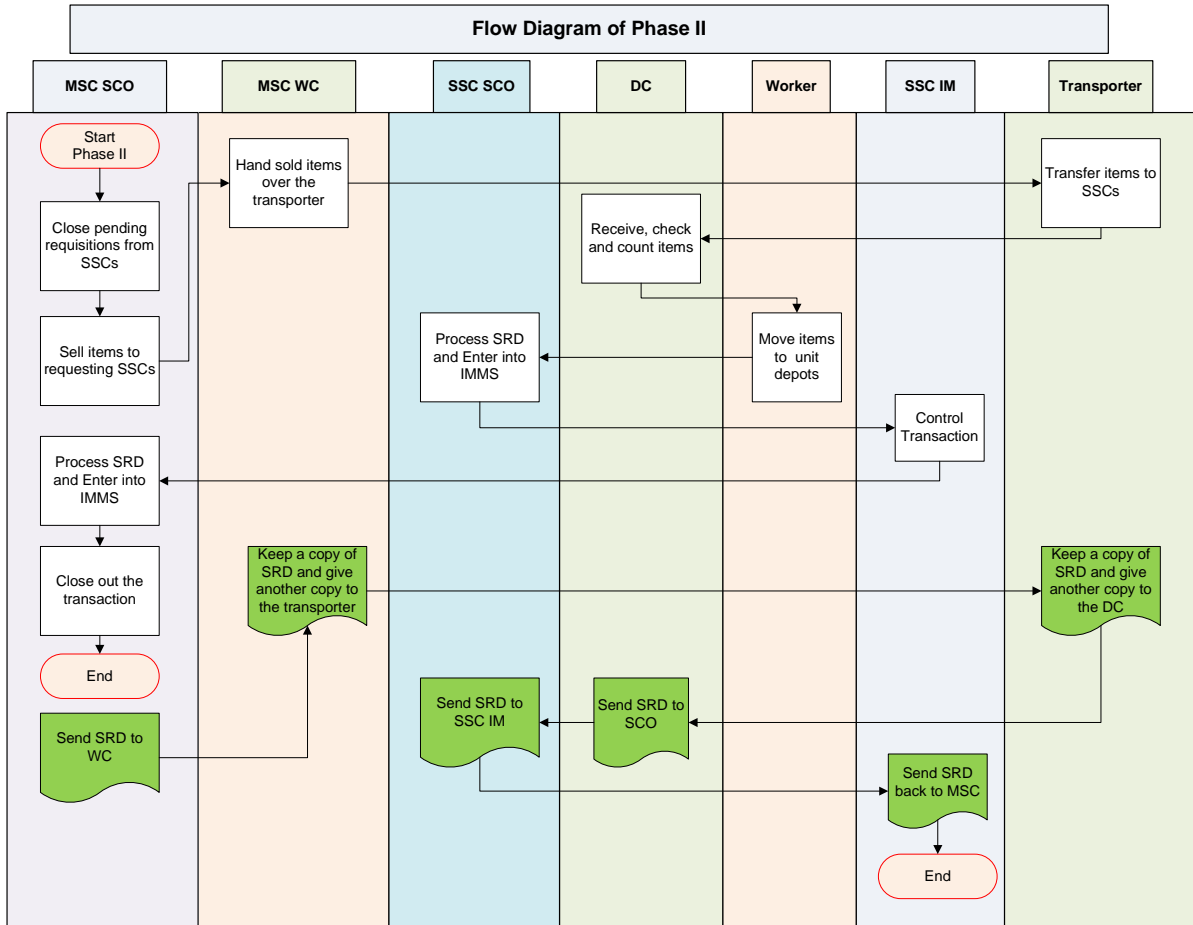 Flow Diagram of Phase II
MSC SCO
MSC WC
SSC SCO
DC
Worker
SSC IM
Transporter
Start
Phase II
Hand sold items
over the
transporter
Transfer items to
SSCs
Close pending
requisitions from
SSCs
Receive, check
and count items
Sell items to
requesting SSCs
Process SRD
and Enter into
IMMS
Move items
to unit
depots
Control
Transaction
Process SRD
and Enter into
IMMS
Close out the
transaction
Keep a copy of
SRD and give
another copy to
the transporter
Keep a copy of
SRD and give
another copy to
the DC
End
Send SRD to
WC
Send SRD to
SSC IM
Send SRD to
SCO
Send SRD
back to MSC
End